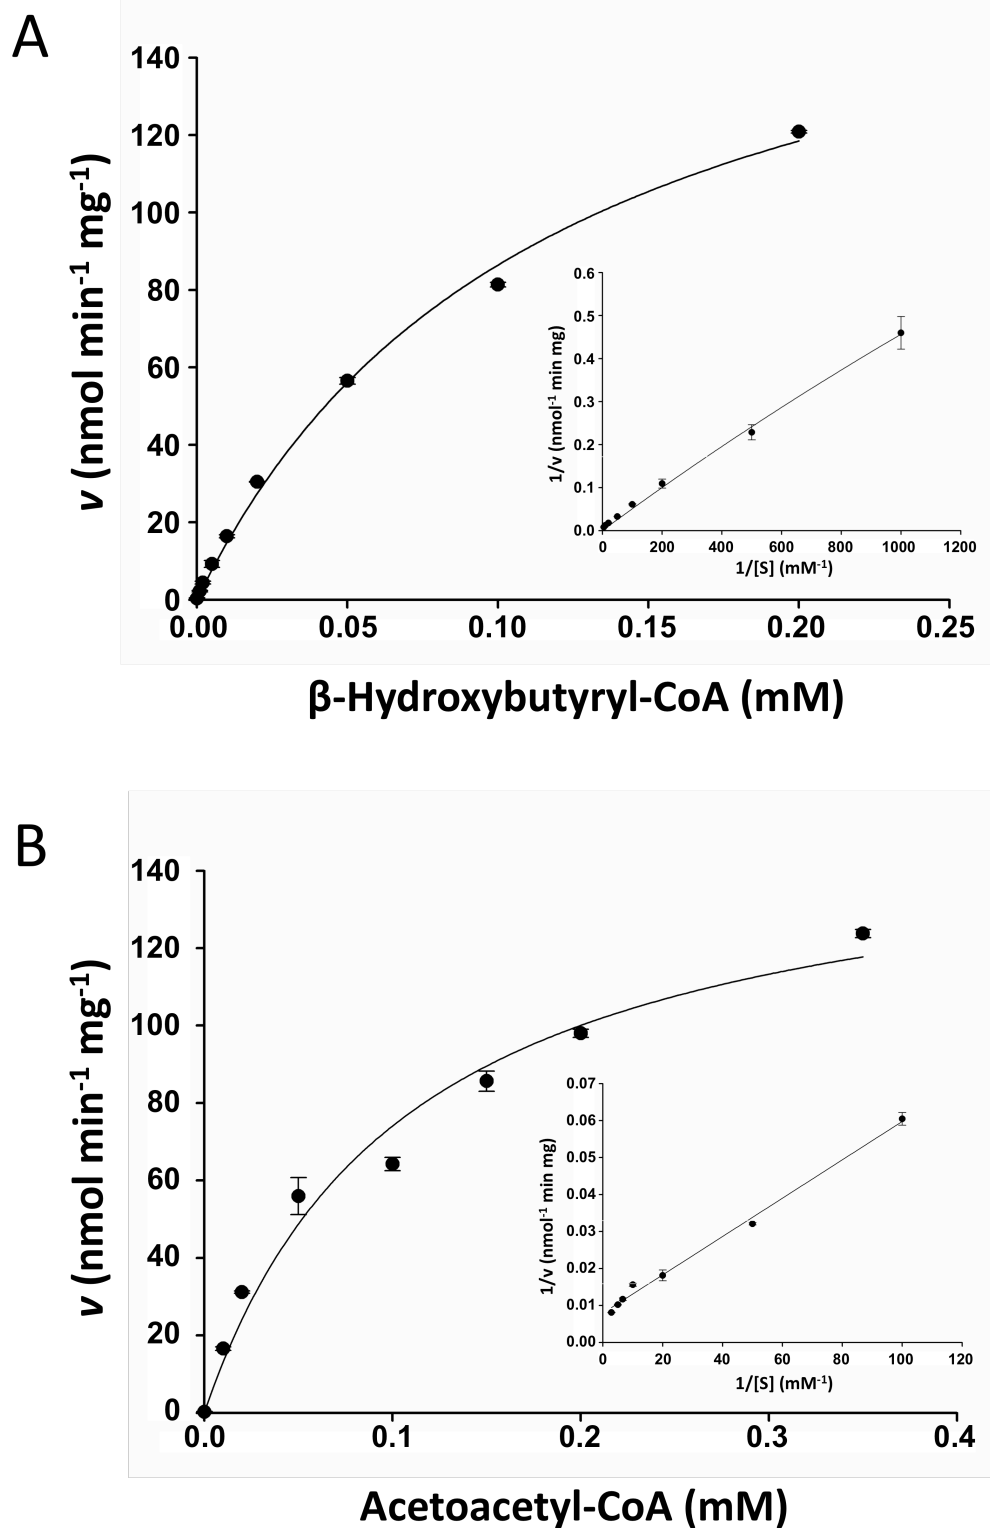 A
140
120
100
80
60
40
20
0
v (nmol min-1 mg-1)
0.00 0.05 0.10 0.15 0.20 0.25
β-Hydroxybutyryl-CoA (mM)
0.6
0.5
0.4
0.3
0.2
0.1
0.0
1/v (nmol-1 min mg)
0 200 400 600 800 1000 1200
1/[S] (mM-1)
B
140
120
100
80
60
40
20
0
v (nmol min-1 mg-1)
0.0 0.1 0.2 0.3 0.4
Acetoacetyl-CoA (mM)
0.07
0.06
0.05
0.04
0.03
0.02
0.01
0.00
1/v (nmol-1 min mg)
0 20 40 60 80 100 120
1/[S] (mM-1)